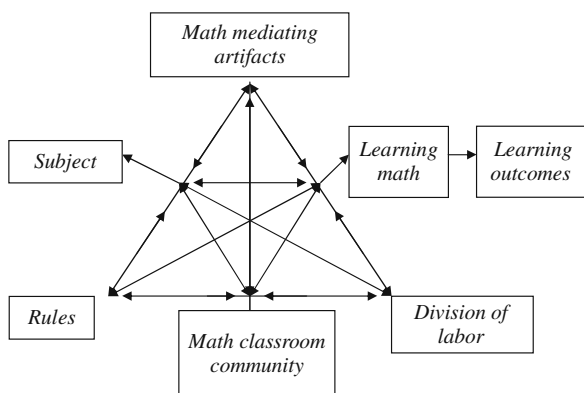 Math mediating
artifacts
Subject
Learning
math
Learning
outcomes
Rules
Math classroom
community
Division of
labor